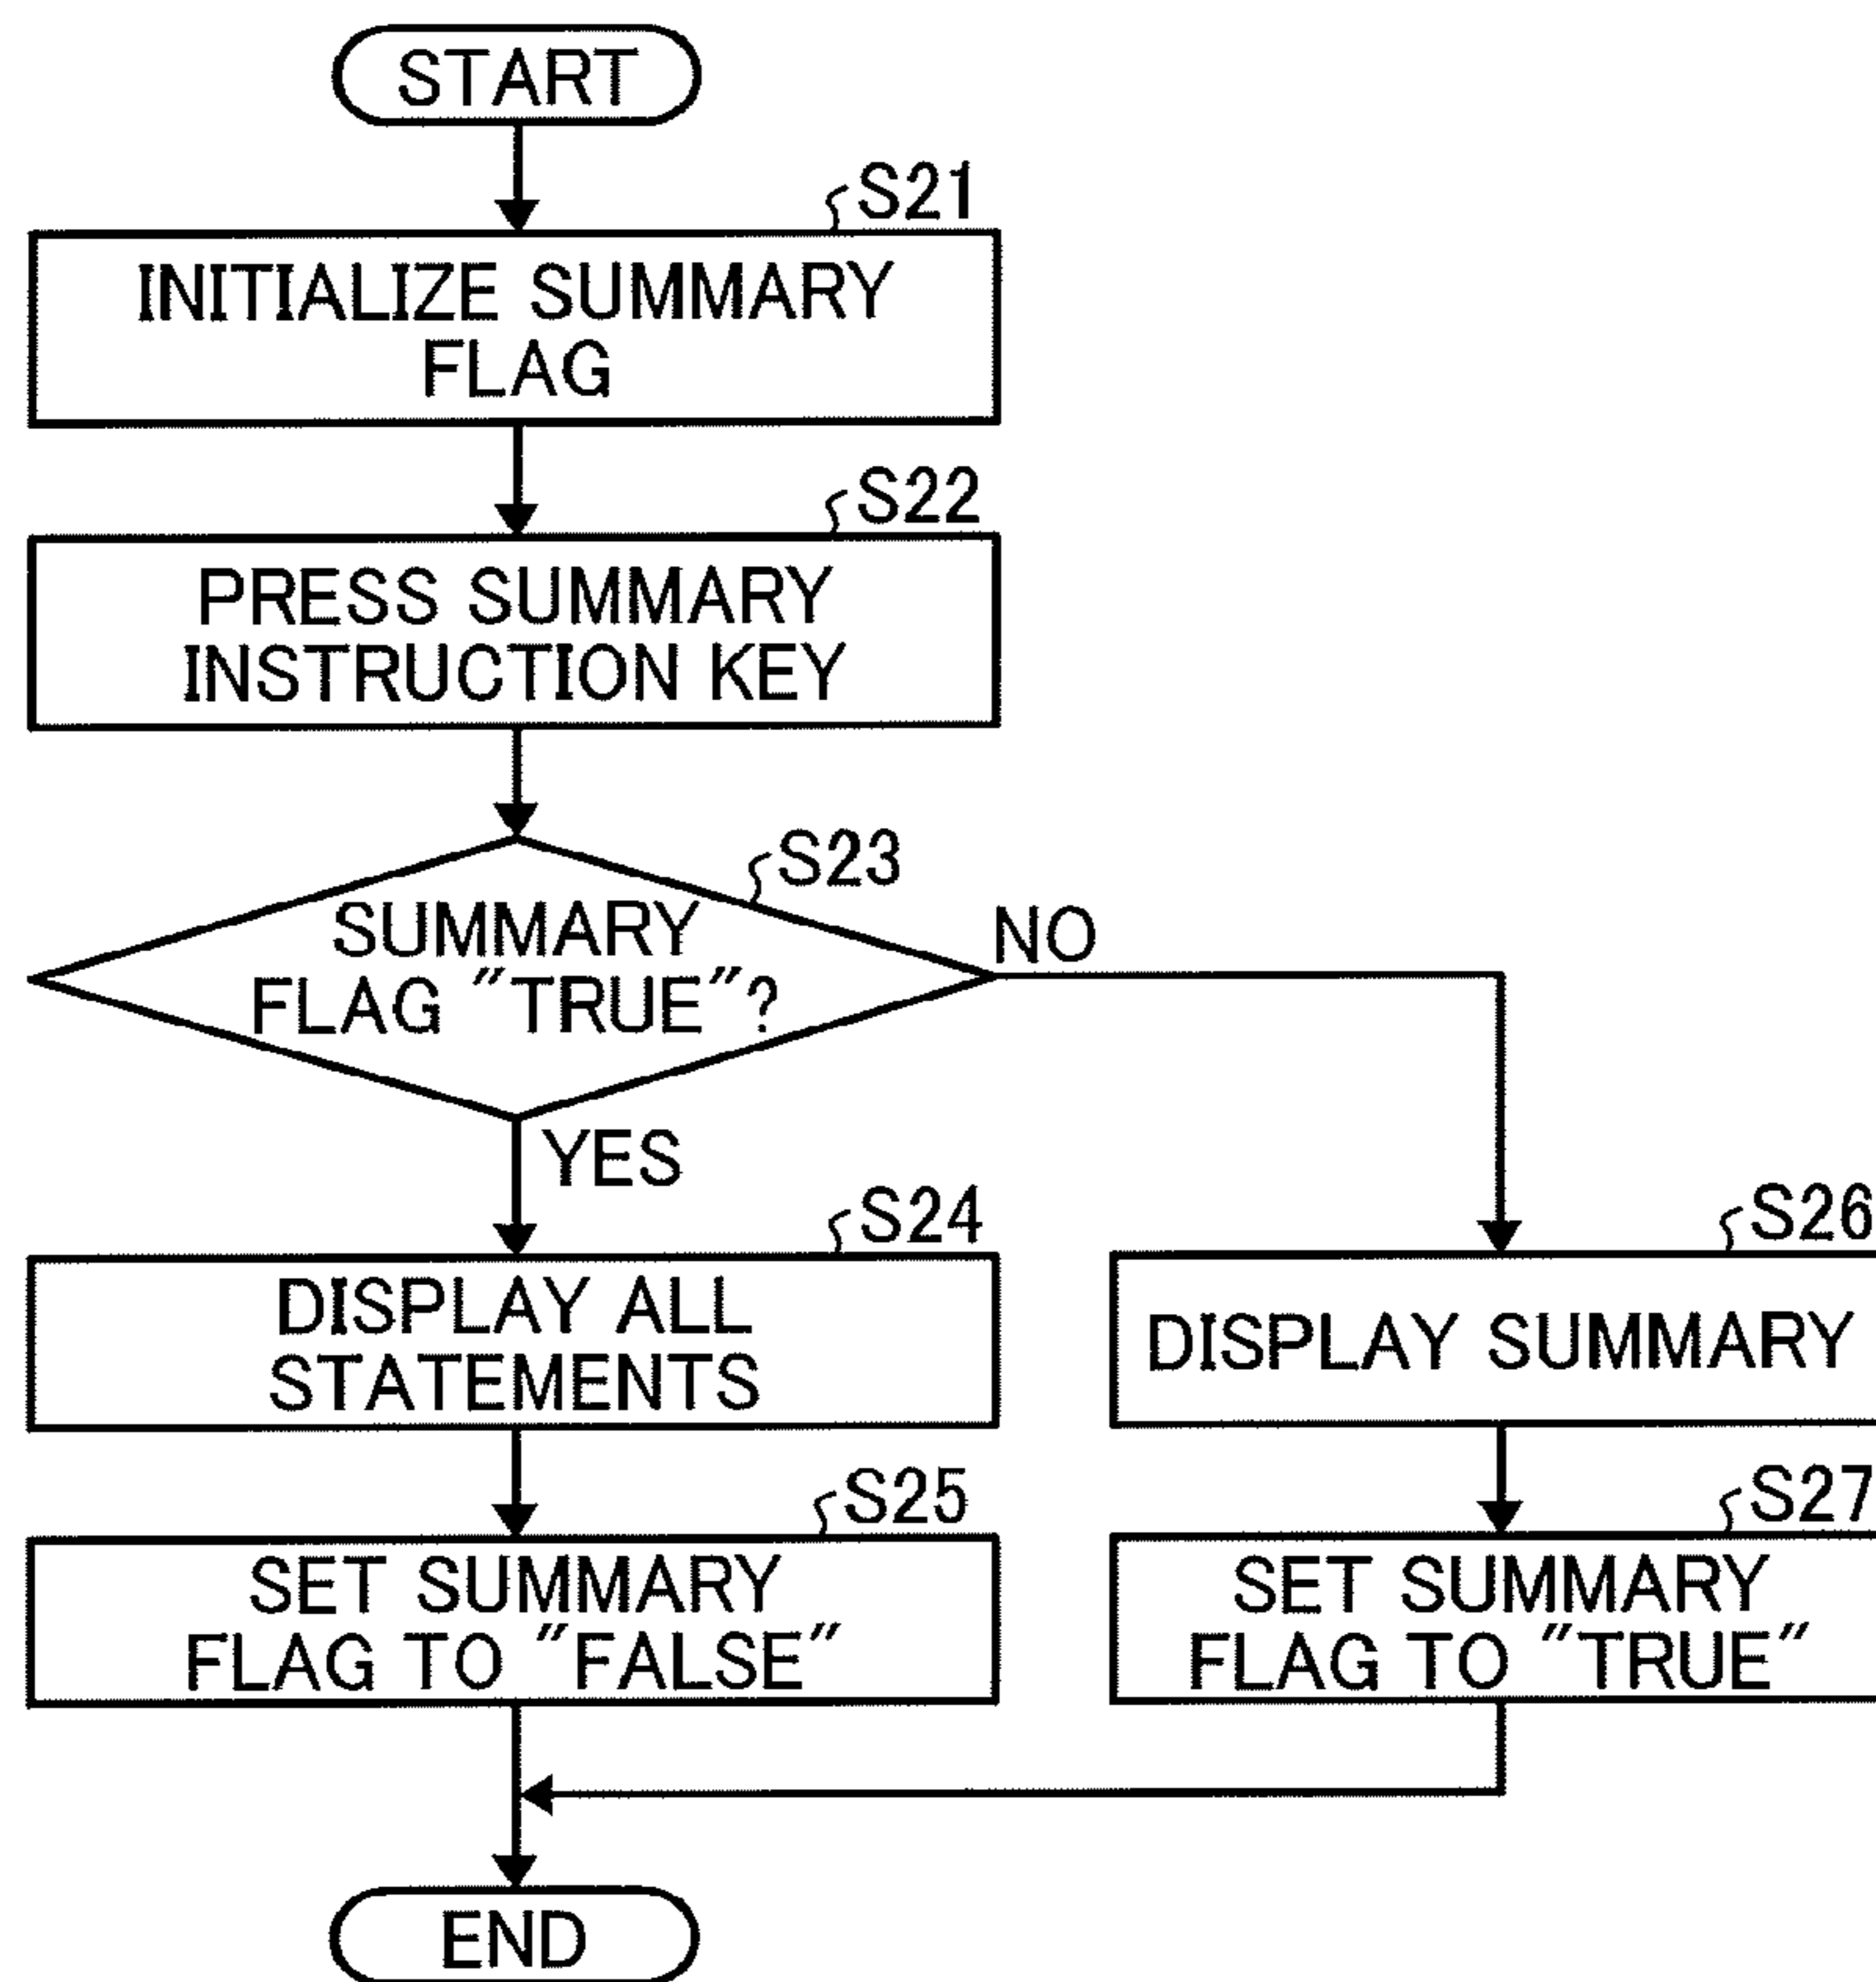 START
S21
INITIALIZE SUMMARY
FLAG
S22
PRESS SUMMARY
INSTRUCTION KEY
S23
SUMMARY
FLAG "TRUE"?
NO
YES
S24
DISPLAY ALL
STATEMENTS
S26
DISPLAY SUMMARY
S25
SET SUMMARY
FLAG TO "FALSE"
S27
SET SUMMARY
FLAG TO "TRUE"
END